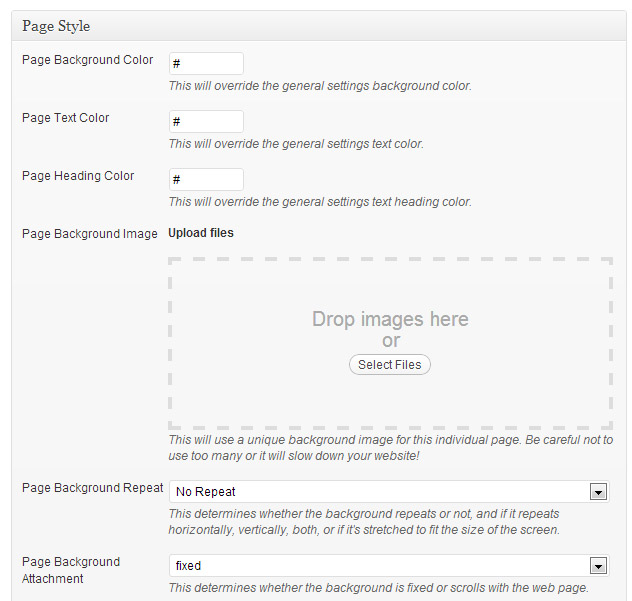 Page Style
Page Background Color
#
This will override the general settings background color.
Page Text Color
#
This will override the general settings text color.
Page Heading Color
#
This will override the general settings text heading color.
Page Background Image
Upload files
Drop images here
or
Select Files
This will use a unique background image for this individual page. Be careful not to
use too many or it will slow down your website!
Page Background Repeat
No Repeat
This determines whether the background repeats or not, and if it repeats
horizontally, vertically, both, or if it's stretched to fit the size of the screen.
Page Background
Attachment
fixed
This determines whether the background is fixed or scrolls with the web page.